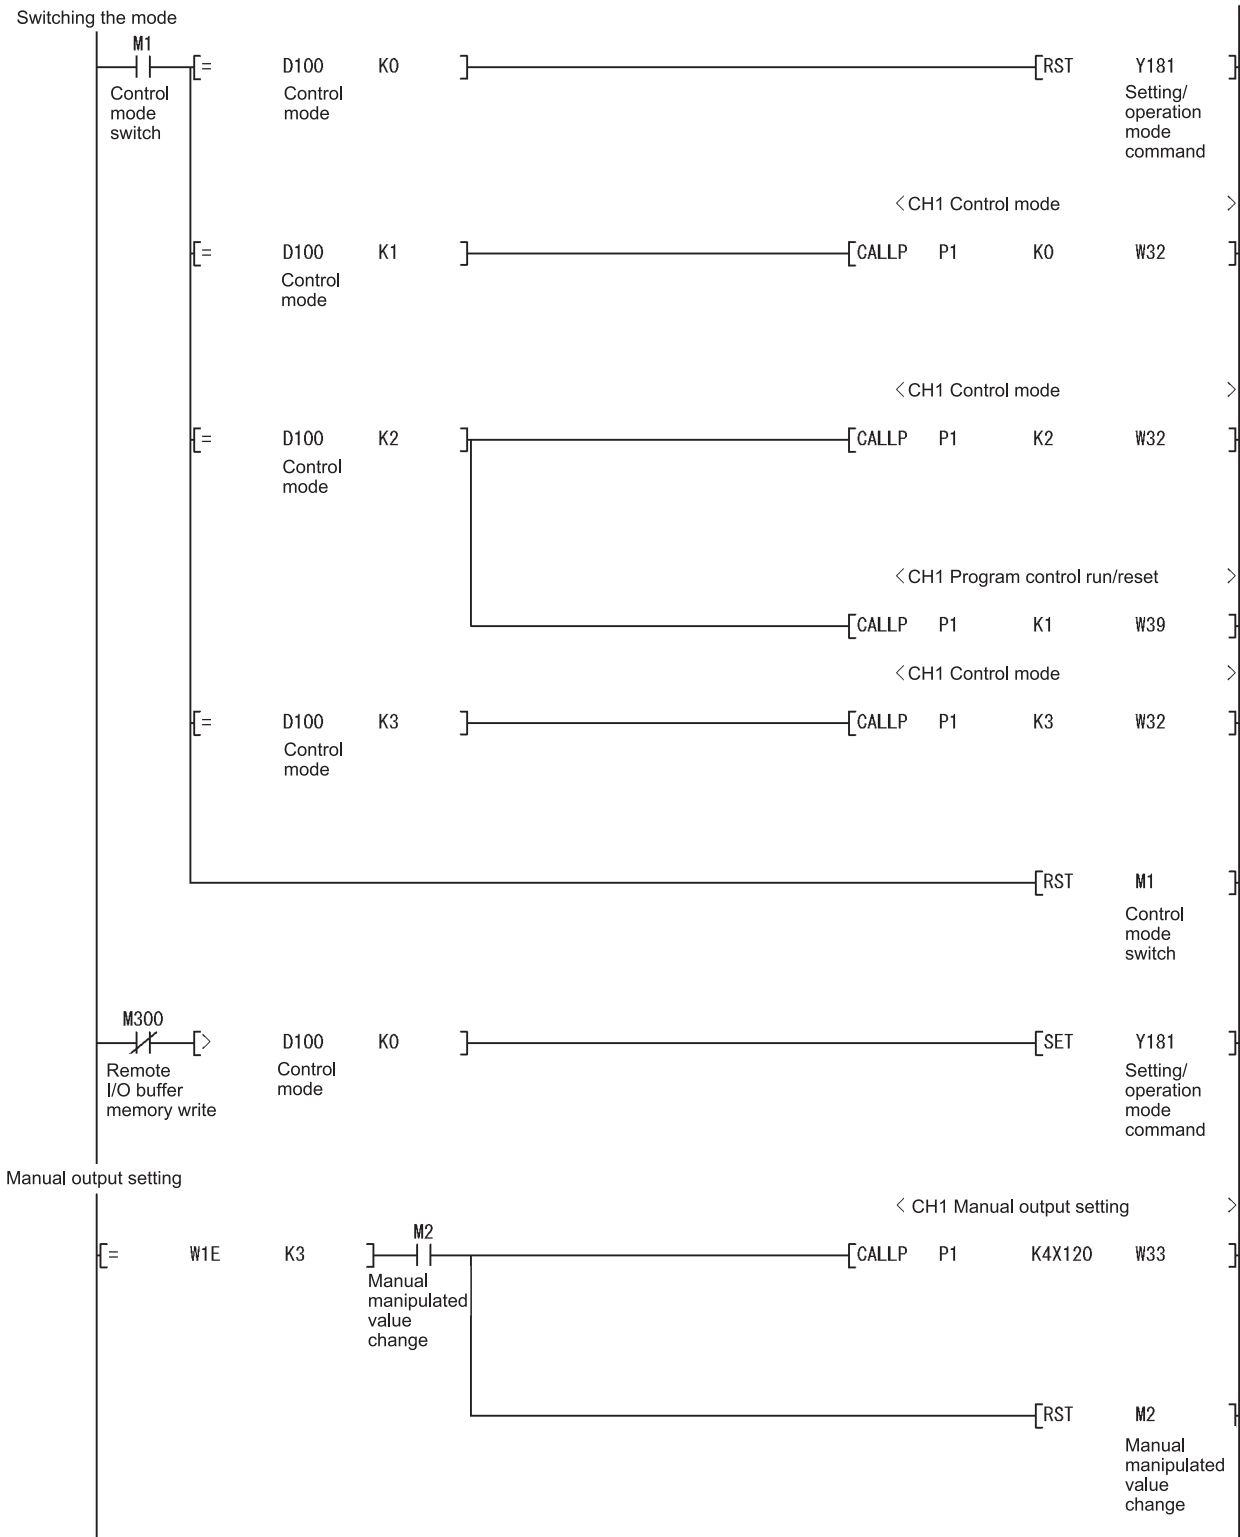 Switching the mode
M1
[= D100 K0 ] [RST Y181 ]
Control
mode
switch
Control
mode
Setting/
operation
mode
command
<CH1 Control mode >
[= D100 K1 ] [CALLP P1 K0 W32 ]
Control
mode
<CH1 Control mode >
[= D100 K2 ] [CALLP P1 K2 W32 ]
Control
mode
<CH1 Program control run/reset >
[CALLP P1 K1 W39 ]
<CH1 Control mode >
[= D100 K3 ] [CALLP P1 K3 W32 ]
Control
mode
[RST M1 ]
Control
mode
switch
M300
[> D100 K0 ] [SET Y181 ]
Remote
I/O buffer
memory write
Control
mode
Setting/
operation
mode
command
Manual output setting
< CH1 Manual output setting >
M2
[= W1E K3 ] [CALLP P1 K4X120 W33 ]
Manual
manipulated
value
change
[RST M2 ]
Manual
manipulated
value
change